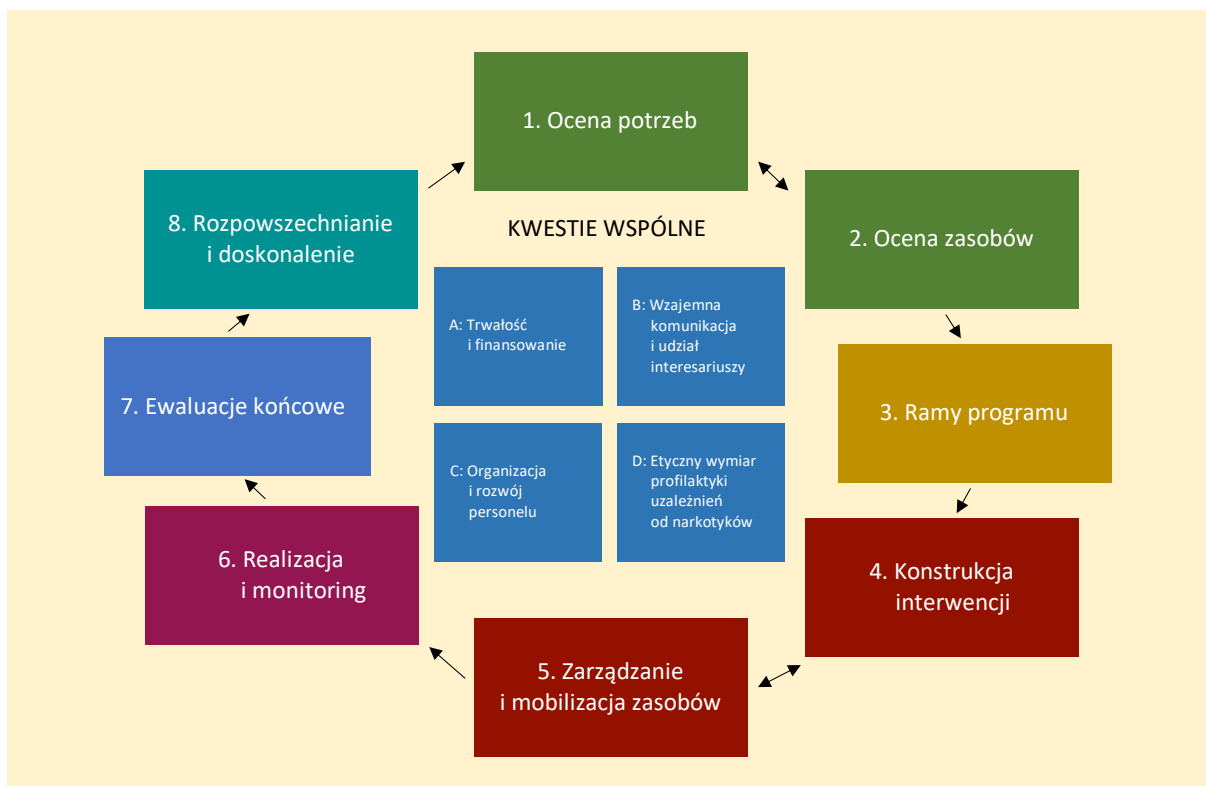 1. Ocena potrzeb
2. Ocena zasobów
3. Ramy programu
4. Konstrukcja
interwencji
5. Zarządzanie
i mobilizacja zasobów
6. Realizacja
i monitoring
7. Ewaluacje końcowe
8. Rozpowszechnianie
i doskonalenie
KWESTIE WSPÓLNE
A: Trwałość
i finansowanie
B: Wzajemna
komunikacja
i udział
interesariuszy
C: Organizacja
i rozwój
personelu
D: Etyczny wymiar
profilaktyki
uzależnień
od narkotyków